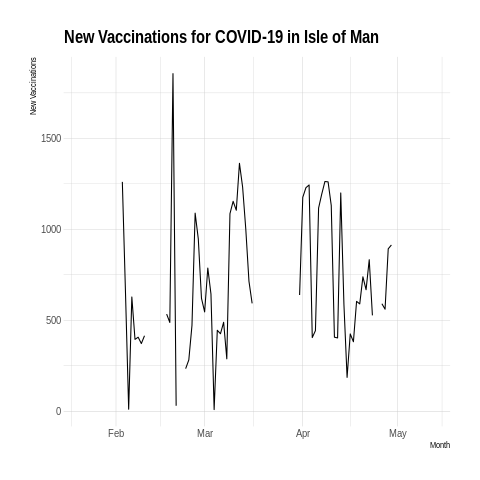 New Vaccinations for COVID-19 in Isle of Man
New Vaccinations
1500
1000
500
0
Feb Mar Apr May
Month